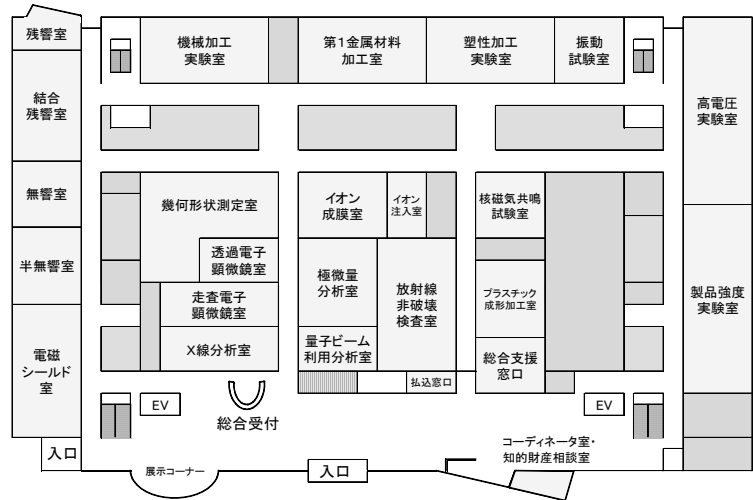 残響室
機械加工
実験室
第1金属材料
加工室
塑性加工
実験室
振動
試験室
結合
残響室
高電圧
実験室
無響室
幾何形状測定室
イオン
成膜室
イオン
注入室
核磁気共鳴
試験室
半無響室
透過電子
顕微鏡室
極微量
分析室
放射線
非破壊
検査室
プラスチック
成形加工室
製品強度
実験室
走査電子
顕微鏡室
電磁
シールド
室
X線分析室
量子ビーム
利用分析室
総合支援
窓口
払込窓口
EV
総合受付
EV
入口
展示コーナー
入口
コーディネータ室・
知的財産相談室